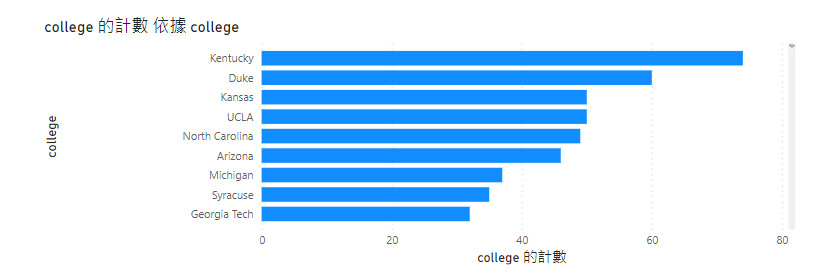 college 的計數 依據 college
college
Kentucky
Duke
Kansas
UCLA
North Carolina
Arizona
Michigan
Syracuse
Georgia Tech
0 20 40 60 80
college 的計數